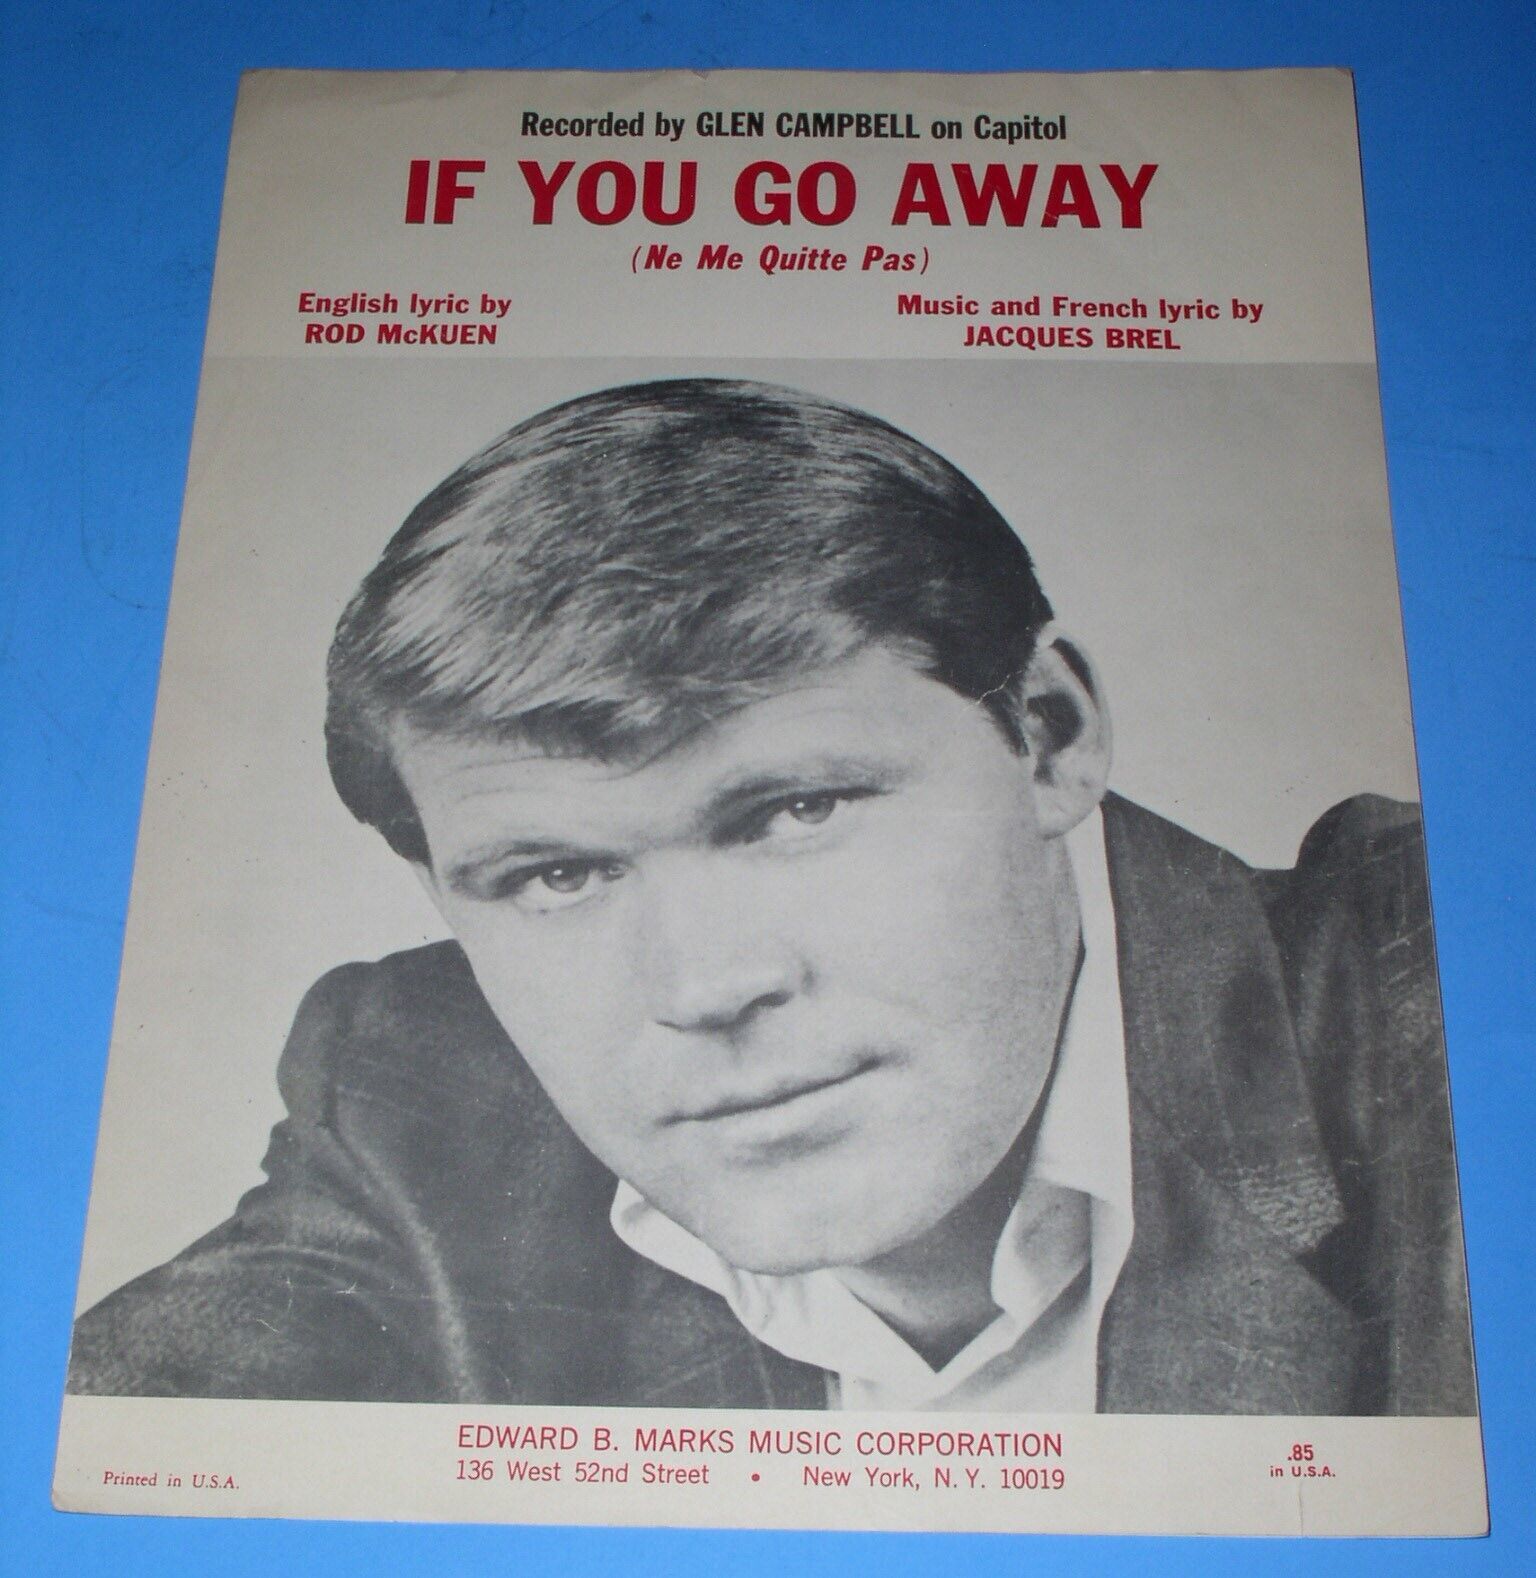 Recorded by GLEN CAMPBELL on Capitol
IF YOU GO AWAY
(Ne Me Quitte Pas)
English lyric by
ROD McKUEN
Music and French lyric by
JACQUES BREL
EDWARD B. MARKS MUSIC CORPORATION
136 West 52nd Street • New York, N. Y. 10019
Printed in U.S.A.
.85
in U.S.A.